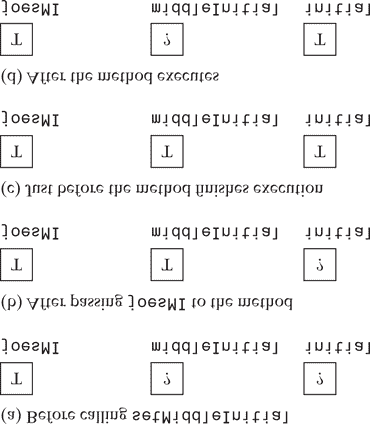 (a) Before calling setMiddleInitial
T ? ?
joesMI middleInitial initial
(b) After passing joesMI to the method
T T ?
joesMI middleInitial initial
(c) Just before the method finishes execution
T T T
joesMI middleInitial initial
(d) After the method executes
T ? T
joesMI middleInitial initial